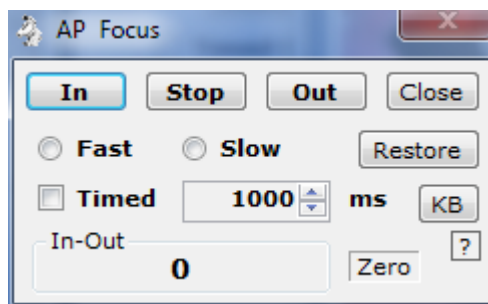 AP Focus
X
In Stop Out Close
Fast Slow Restore
Timed 1000 ms KB
In-Out ?
0 Zero